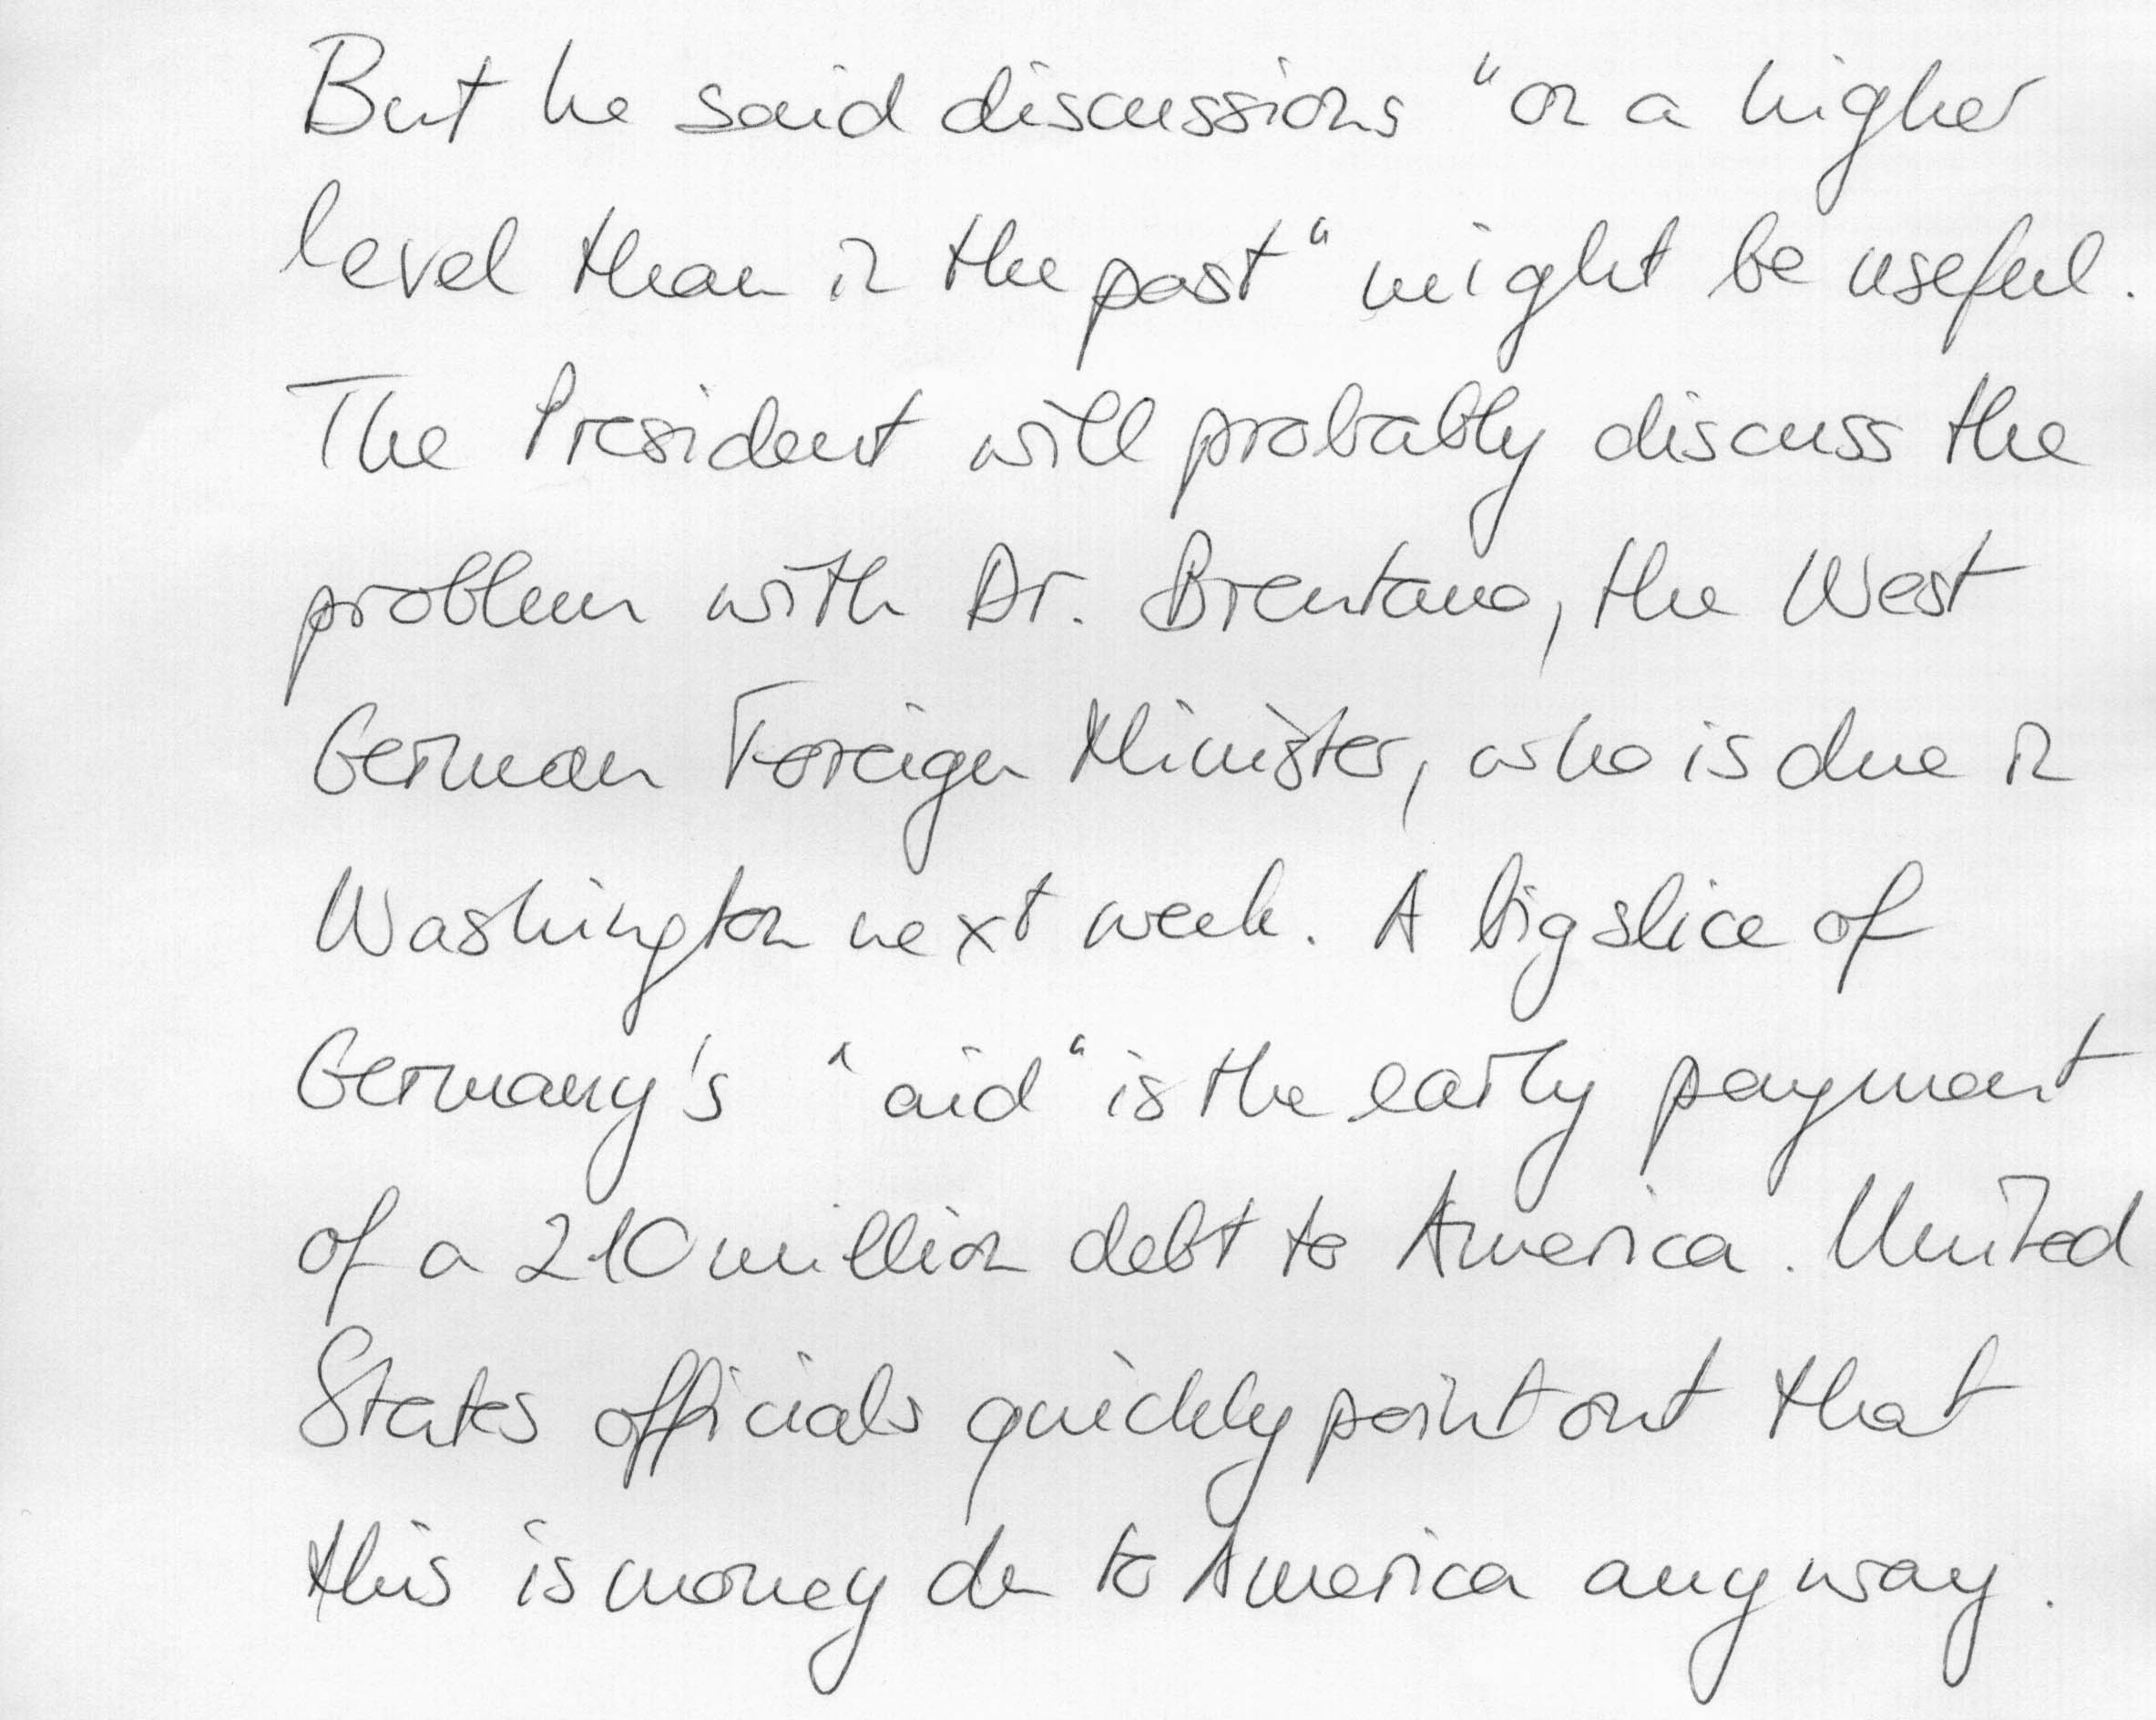 But he said discussions "on a higher
level than in the past" might be useful.
The President will probably discuss the
problem with Dr. Brentano, the West
German Foreign Minister, who is due in
Washington next week. A big slice of
Germany's "aid" is the early payment
of a 210 million debt to America. United
States officials quickly point out that
this is money du to America anyway.